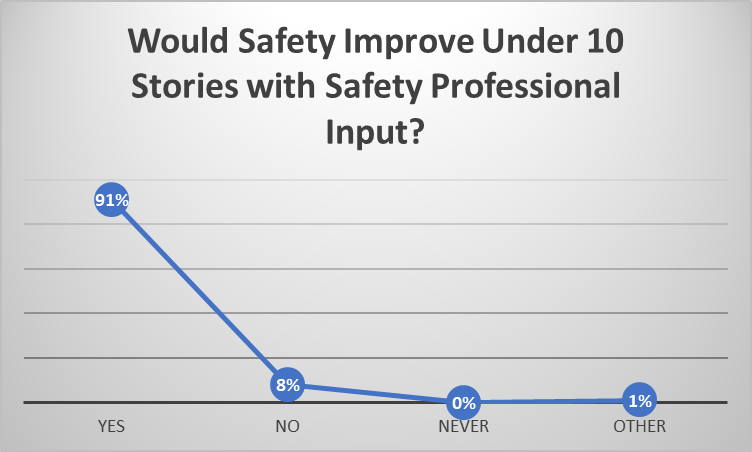 Would Safety Improve Under 10
Stories with Safety Professional
Input?
91%
8%
0%
1%
YES
NO
NEVER
OTHER